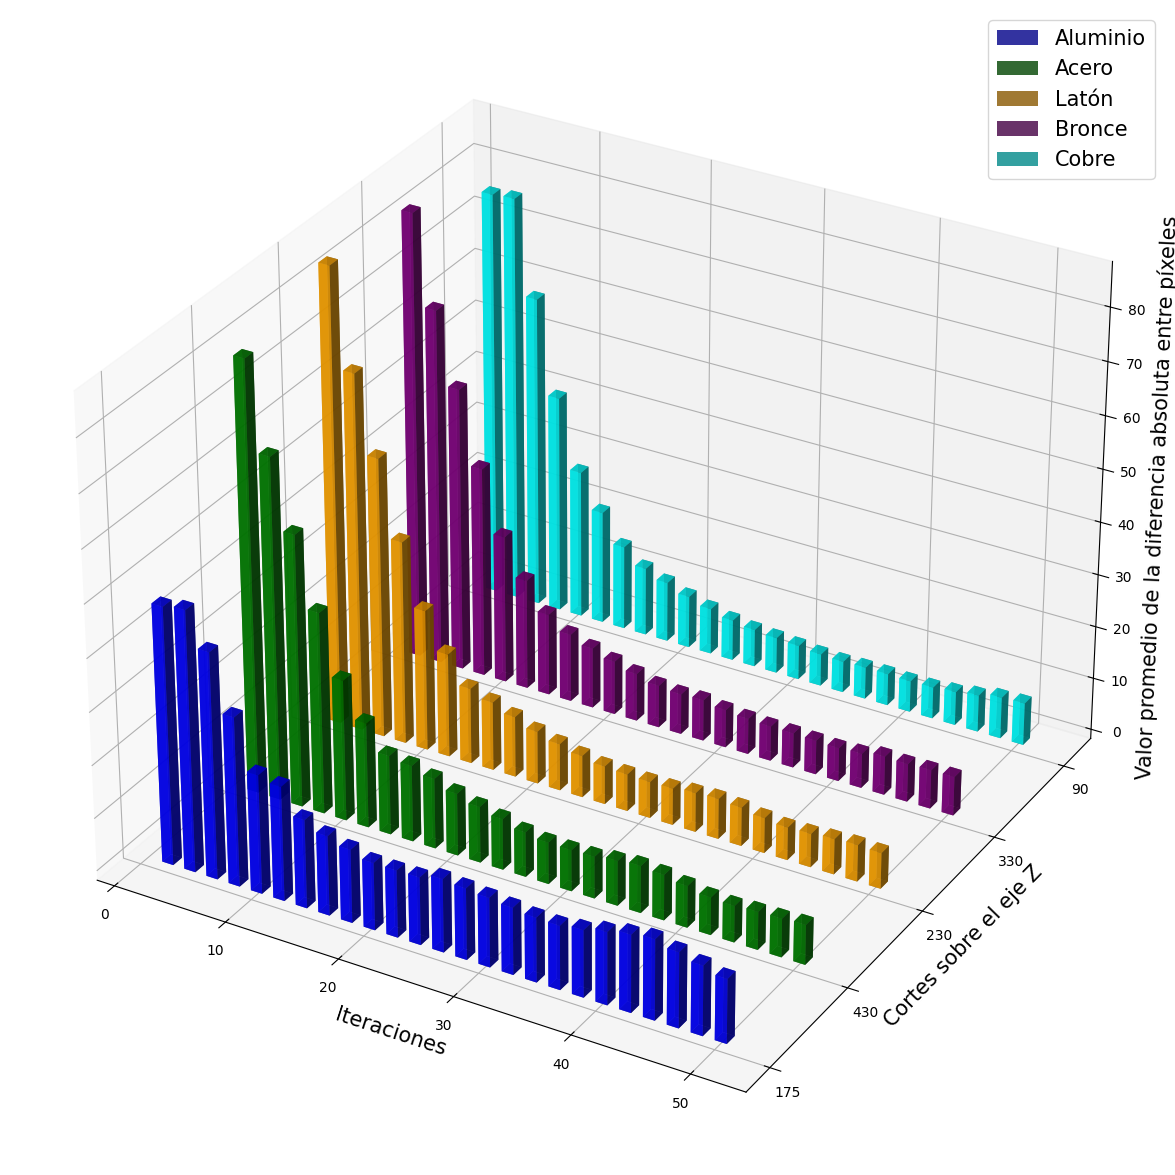 Aluminio
Acero
Latón
Bronce
Cobre
80
70
60
50
40
30
20
10
0
Valor promedio de la diferencia absoluta entre píxeles
90
330
230
430
175
Cortes sobre el eje Z
0
10
20
30
40
50
Iteraciones